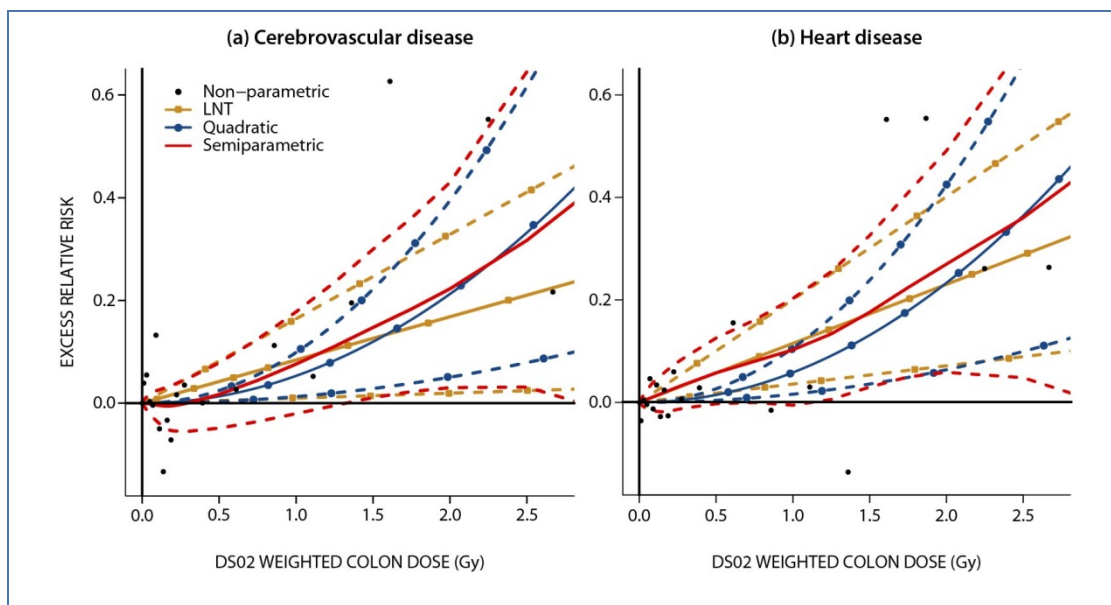 (a) Cerebrovascular disease
(b) Heart disease
Non−parametric
LNT
Quadratic
Semiparametric
EXCESS RELATIVE RISK
0.6
0.4
0.2
0.0
0.0 0.5 1.0 1.5 2.0 2.5
DS02 WEIGHTED COLON DOSE (Gy)
0.6
0.4
0.2
0.0
0.0 0.5 1.0 1.5 2.0 2.5
DS02 WEIGHTED COLON DOSE (Gy)